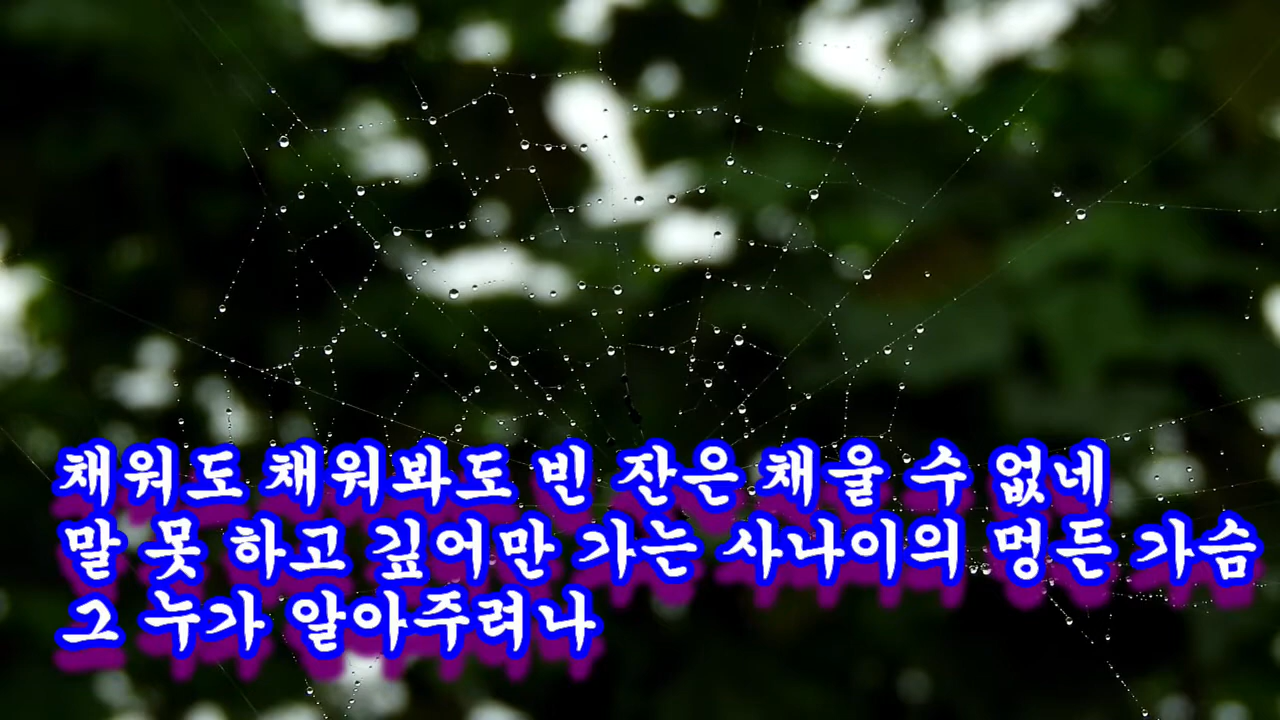 채워도 채워봐도 빈 잔은 채울 수 없네
말 못 하고 깊어만 가는 사나이의 멍든 가슴
그 누가 알아주려나